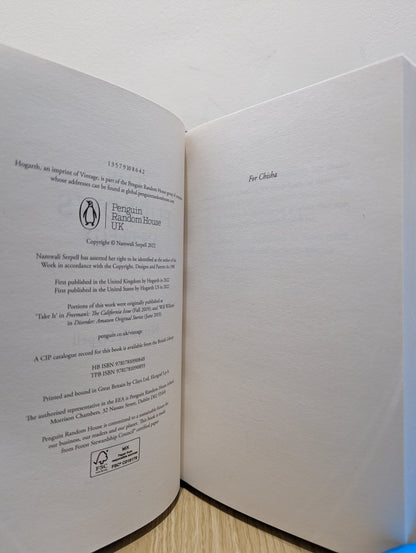 1 3 5 7 9 10 8 6 4 2
Hogarth, an imprint of Vintage, is part of the Penguin Random House group of companies
whose addresses can be found at global.penguinrandomhouse.com
Penguin
Random House
UK
Copyright © Namwali Serpell 2022
Namwali Serpell has asserted her right to be identified as the author of this
Work in accordance with the Copyright, Designs and Patents Act 1988
First published in the United Kingdom by Hogarth in 2022
First published in the United States by Hogarth US in 2022
Portions of this work were originally published as
'Take It' in Freeman's: The California Issue (Fall 2019) and 'Will Williams'
in Disorder: Amazon Original Stories (June 2019).
penguin.co.uk/vintage
A CIP catalogue record for this book is available from the British Library
HB ISBN
TPB ISBN
Printed and bound in Great Britain by Clays Ltd, Elcograf S.p.A.
The authorised representative in the EEA is Penguin Random House Ireland,
Morrison Chambers, 32 Nassau Street, Dublin D02 YH68
Penguin Random House is committed to a sustainable future for
our business, our readers and our planet. This book is made
from Forest Stewardship Council® certified paper.
FSC
MIX
FSC® C018179
For Chisha